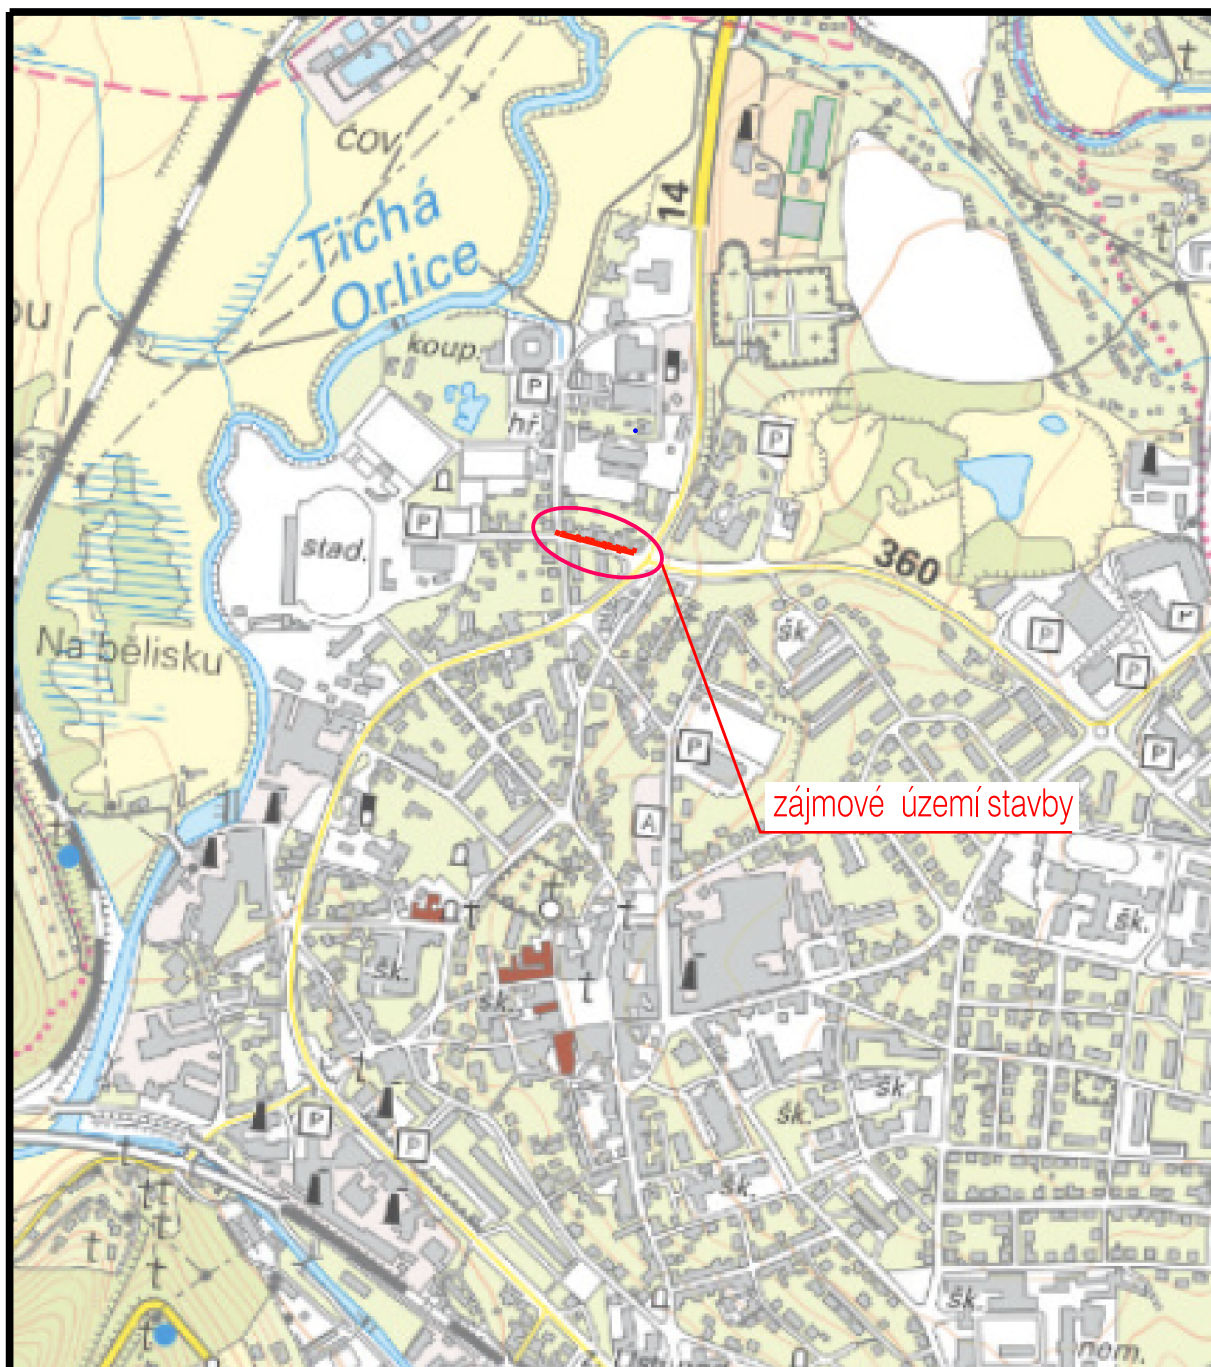 ČOV
14
Tichá
Orlice
ou
koup.
P
hř.
P
P
stad.
360
Na bělisku
šk.
P
P
P
P
P
zájmové území stavby
A
šk.
šk.
šk.
šk.
šk.
P
P
šk.
šk.
nem.